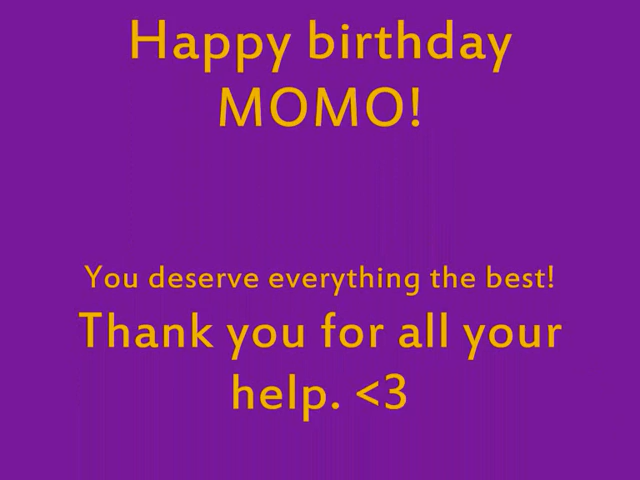 Happy birthday
MOMO!
You deserve everything the best!
Thank you for all your
help. <3